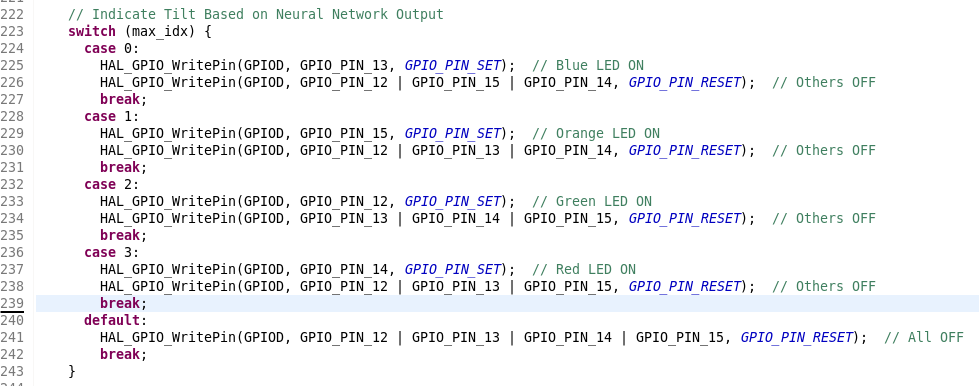 222 // Indicate Tilt Based on Neural Network Output
223 switch (max_idx) {
224 case 0:
225 HAL_GPIO_WritePin(GPIOD, GPIO_PIN_13, GPIO_PIN_SET); // Blue LED ON
226 HAL_GPIO_WritePin(GPIOD, GPIO_PIN_12 | GPIO_PIN_15 | GPIO_PIN_14, GPIO_PIN_RESET); // Others OFF
227 break;
228 case 1:
229 HAL_GPIO_WritePin(GPIOD, GPIO_PIN_15, GPIO_PIN_SET); // Orange LED ON
230 HAL_GPIO_WritePin(GPIOD, GPIO_PIN_12 | GPIO_PIN_13 | GPIO_PIN_14, GPIO_PIN_RESET); // Others OFF
231 break;
232 case 2:
233 HAL_GPIO_WritePin(GPIOD, GPIO_PIN_12, GPIO_PIN_SET); // Green LED ON
234 HAL_GPIO_WritePin(GPIOD, GPIO_PIN_13 | GPIO_PIN_14 | GPIO_PIN_15, GPIO_PIN_RESET); // Others OFF
235 break;
236 case 3:
237 HAL_GPIO_WritePin(GPIOD, GPIO_PIN_14, GPIO_PIN_SET); // Red LED ON
238 HAL_GPIO_WritePin(GPIOD, GPIO_PIN_12 | GPIO_PIN_13 | GPIO_PIN_15, GPIO_PIN_RESET); // Others OFF
239 break;
240 default:
241 HAL_GPIO_WritePin(GPIOD, GPIO_PIN_12 | GPIO_PIN_13 | GPIO_PIN_14 | GPIO_PIN_15, GPIO_PIN_RESET); // All OFF
242 break;
243 }